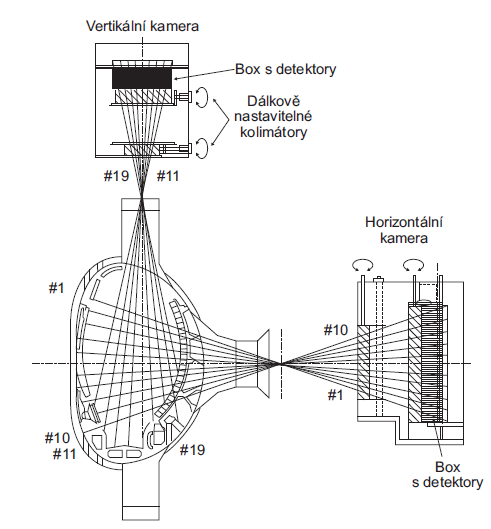 Vertikální kamera
Box s detektory
Dálkově
nastavitelné
kolimátory
#19
#11
Horizontální
kamera
#1
#10
#1
#10
#11
#19
Box
s detektory